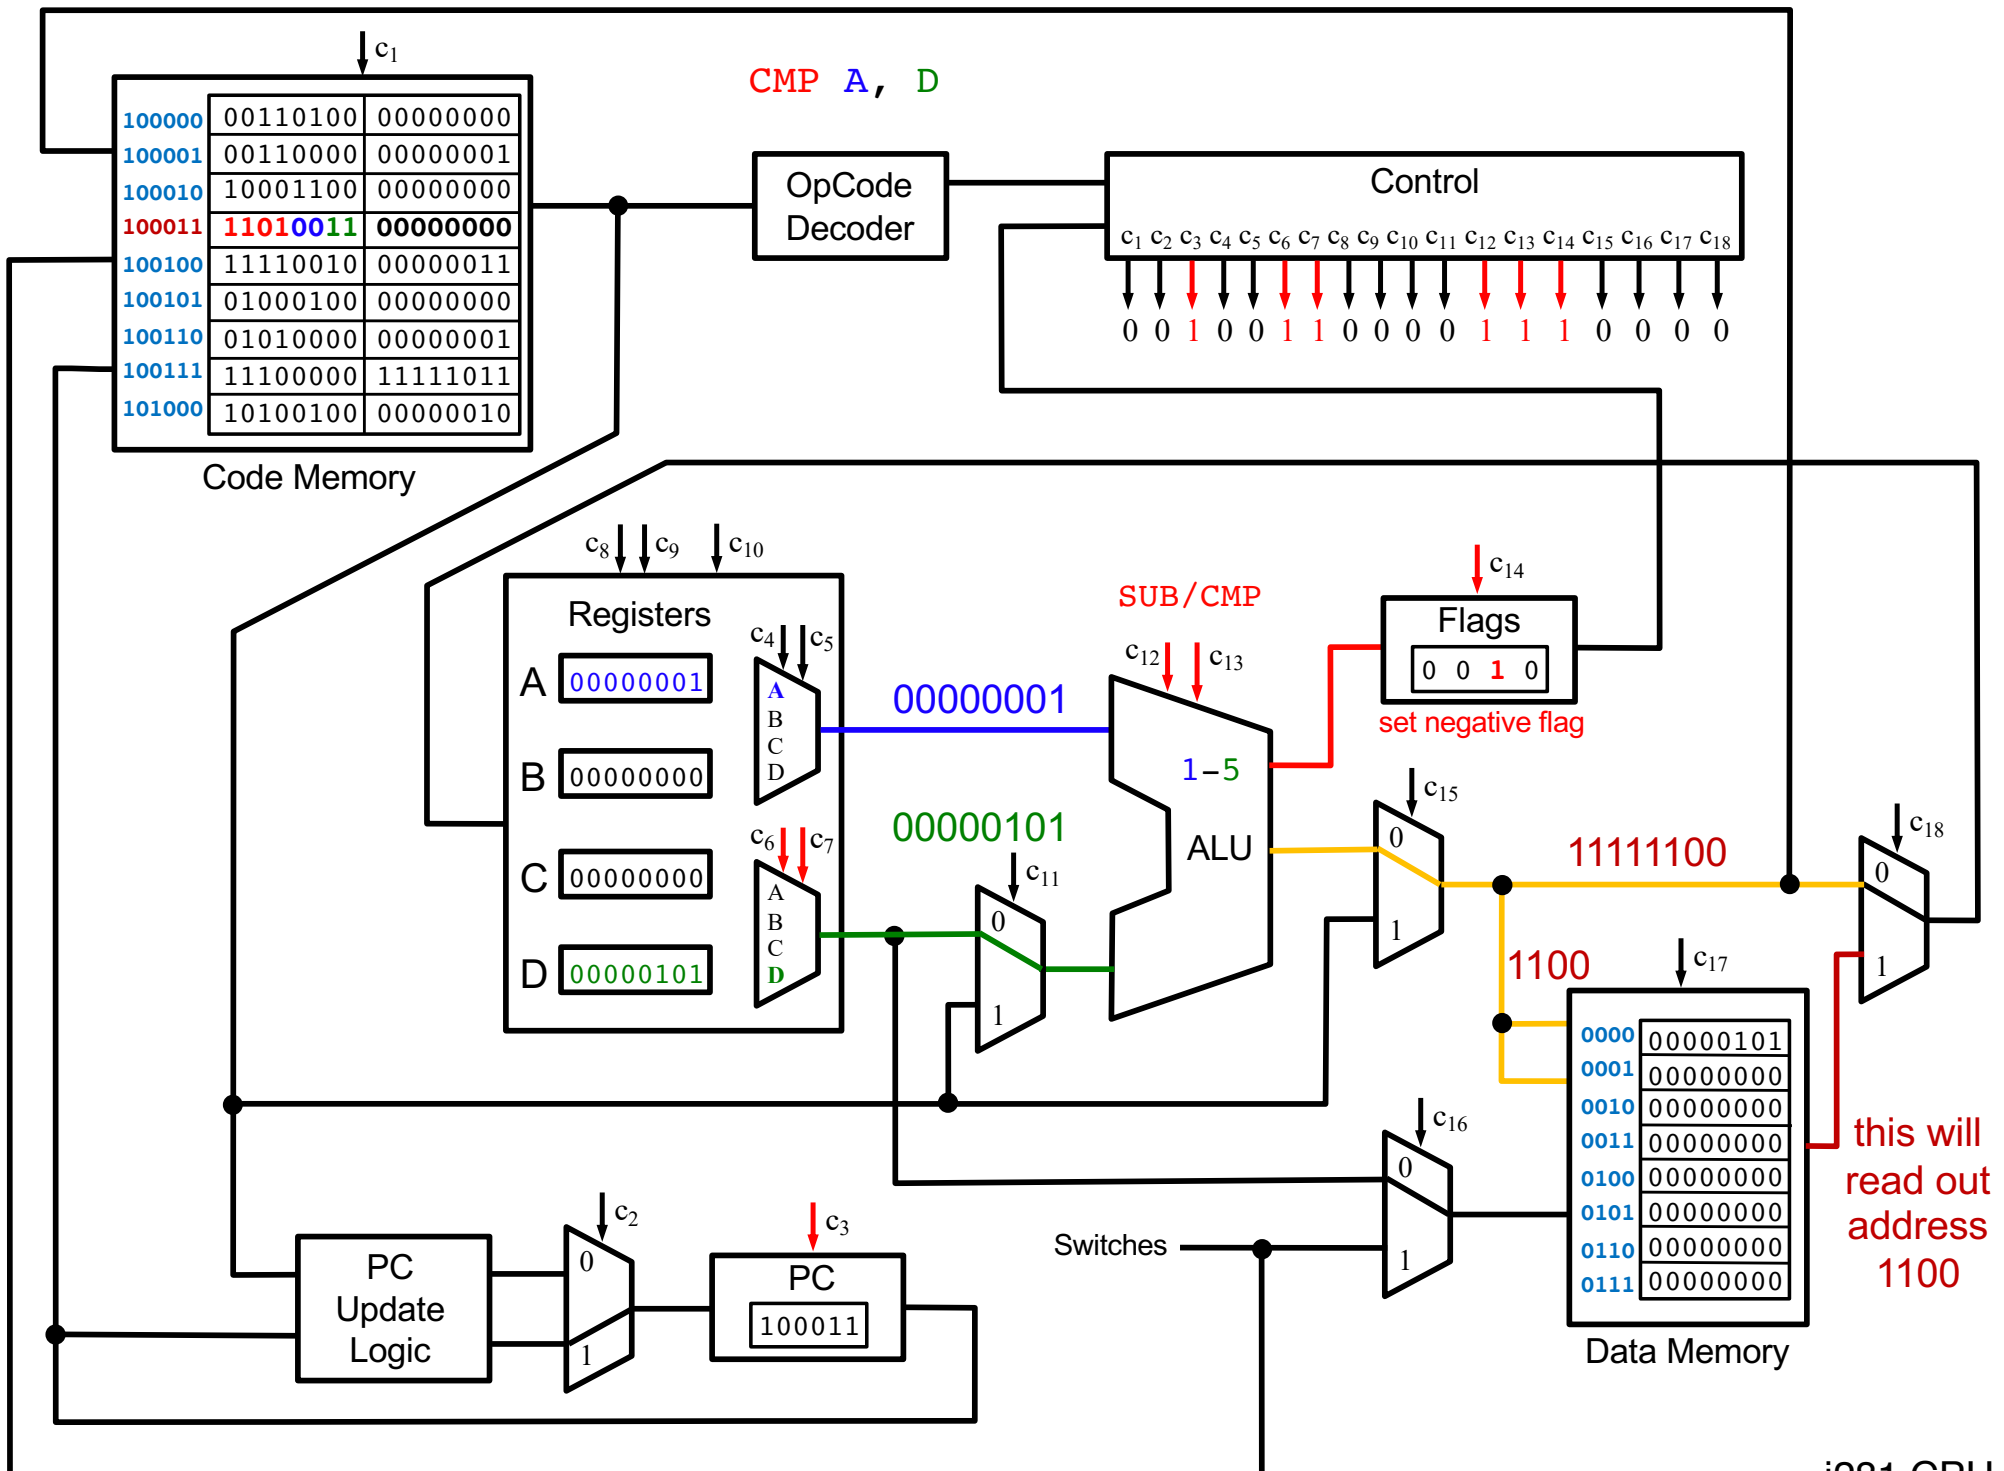 c1
CMP A, D
100000 00110100 00000000
100001 00110000 00000001
100010 10001100 00000000
100011 11010011 00000000
100100 11110010 00000011
100101 01000100 00000000
100110 01010000 00000001
100111 11100000 11111011
101000 10100100 00000010
Code Memory
OpCode
Decoder
Control
c1 c2 c3 c4 c5 c6 c7 c8 c9 c10 c11 c12 c13 c14 c15 c16 c17 c18
0 0 1 0 0 1 1 0 0 0 0 1 1 1 0 0 0 0
c8 c9 c10
Registers
A 00000001
B 00000000
C 00000000
D 00000101
c4 c5
A
B
C
D
c6 c7
A
B
C
D
00000001
00000101
c11
0
1
SUB/CMP
c12 c13
1-5
ALU
c14
Flags
0 0 1 0
set negative flag
c15
0
1
11111100
1100
c18
0
1
c17
0000 00000101
0001 00000000
0010 00000000
0011 00000000
0100 00000000
0101 00000000
0110 00000000
0111 00000000
Data Memory
this will
read out
address
1100
c16
0
1
Switches
PC
Update
Logic
c2
0
1
c3
PC
100011
i281 CPU